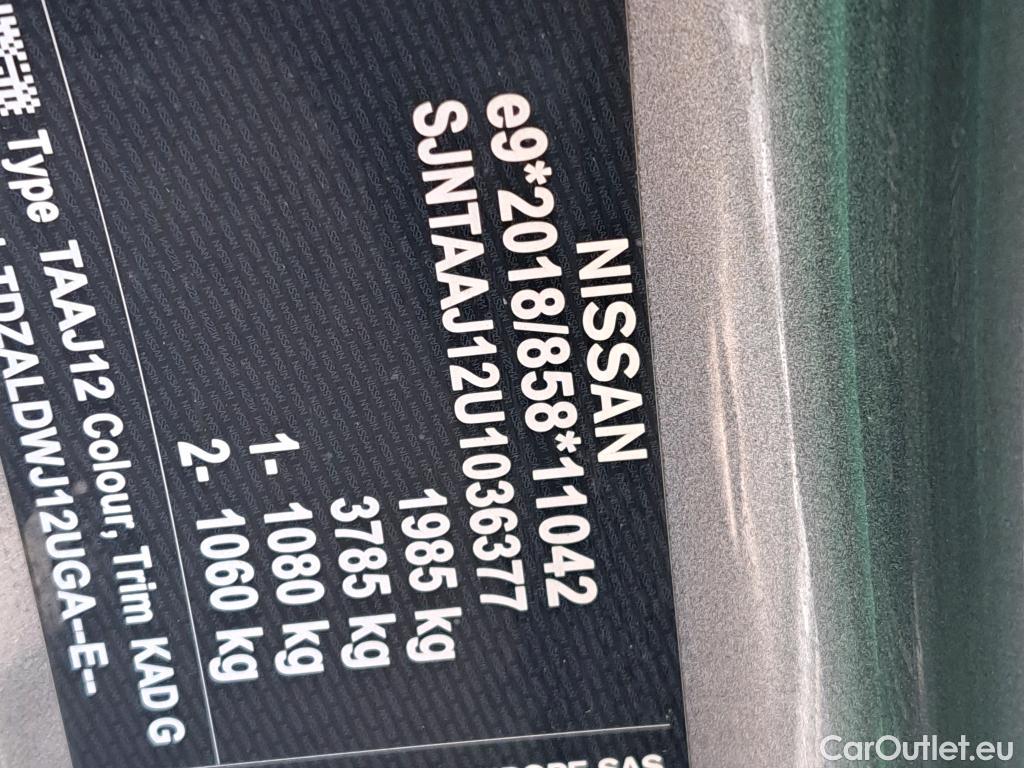 NISSAN
e9*2018/858*11042
SJNTAAJ12U1036377
1985 kg
3785 kg
1- 1080 kg
2- 1060 kg
Type TAAJ12 Colour, Trim KAD G
TDZALDWJ12UGA--E--
SAS
CarOutlet.eu